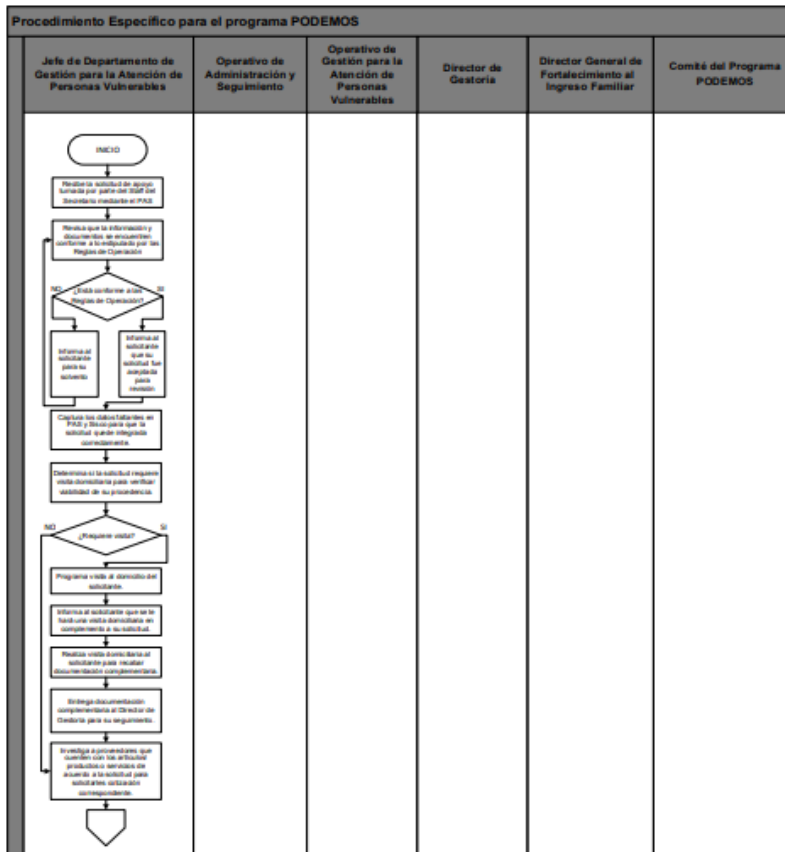 Procedimiento Específico para el programa PODEMOS
Jefe de Departamento de
Gestión para la Atención de
Personas Vulnerables
Operativo de
Administración y
Seguimiento
Operativo de
Gestión para la
Atención de
Personas
Vulnerables
Director de
Gestoría
Director General de
Fortalecimiento al
Ingreso Familiar
Comité del Programa
PODEMOS
INICIO
Recibe la solicitud de apoyo
turnada por parte del Staff del
Secretario mediante el PAS
Revisa que la información y
documentos se encuentren
conforme a lo estipulado por las
Reglas de Operación
NO
¿Está conforme a las
Reglas de Operación?
SI
Informa al
solicitante
para su
solvento
Informa al
solicitante
que su
solicitud fue
aceptada
para
revisión
Captura los datos faltantes en
PAS y Sisco para que la
solicitud quede integrada
correctamente.
Determina si la solicitud requiere
visita domiciliaria para verificar
viabilidad de su procedencia.
NO
¿Requiere visita?
SI
Programa visita al domicilio del
solicitante.
Informa al solicitante que se le
hará una visita domiciliaria en
complemento a su solicitud.
Realiza visita domiciliaria al
solicitante para recabar
documentación complementaria.
Entrega documentación
complementaria al Director de
Gestoría para su seguimiento.
Investiga a proveedores que
cuenten con los artículos
productos o servicios de
acuerdo a la solicitud para
solicitarles cotización
correspondiente.